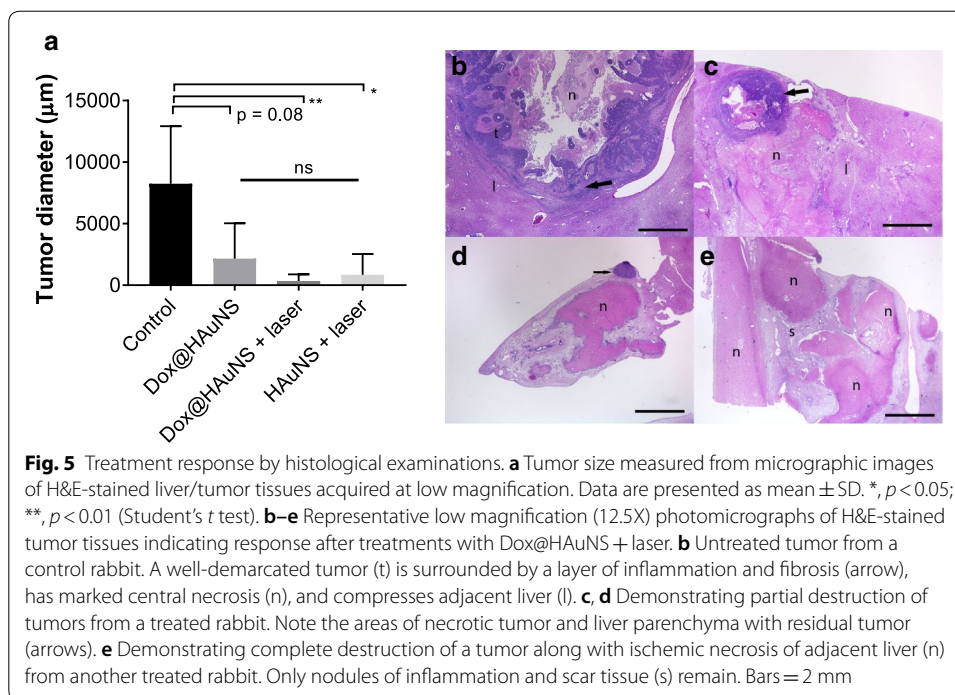 a
Tumor diameter (μm)
15000
10000
5000
0
*
**
p = 0.08
ns
Control
Dox@HAuNS
Dox@HAuNS + laser
HAuNS + laser
b
n
t
l
c
n
l
d
n
e
n
s
n
n
n
Fig. 5 Treatment response by histological examinations. a Tumor size measured from micrographic images
of H&E-stained liver/tumor tissues acquired at low magnification. Data are presented as mean ± SD. *, p < 0.05;
**, p < 0.01 (Student's t test). b–e Representative low magnification (12.5X) photomicrographs of H&E-stained
tumor tissues indicating response after treatments with Dox@HAuNS + laser. b Untreated tumor from a
control rabbit. A well-demarcated tumor (t) is surrounded by a layer of inflammation and fibrosis (arrow),
has marked central necrosis (n), and compresses adjacent liver (l). c, d Demonstrating partial destruction of
tumors from a treated rabbit. Note the areas of necrotic tumor and liver parenchyma with residual tumor
(arrows). e Demonstrating complete destruction of a tumor along with ischemic necrosis of adjacent liver (n)
from another treated rabbit. Only nodules of inflammation and scar tissue (s) remain. Bars = 2 mm